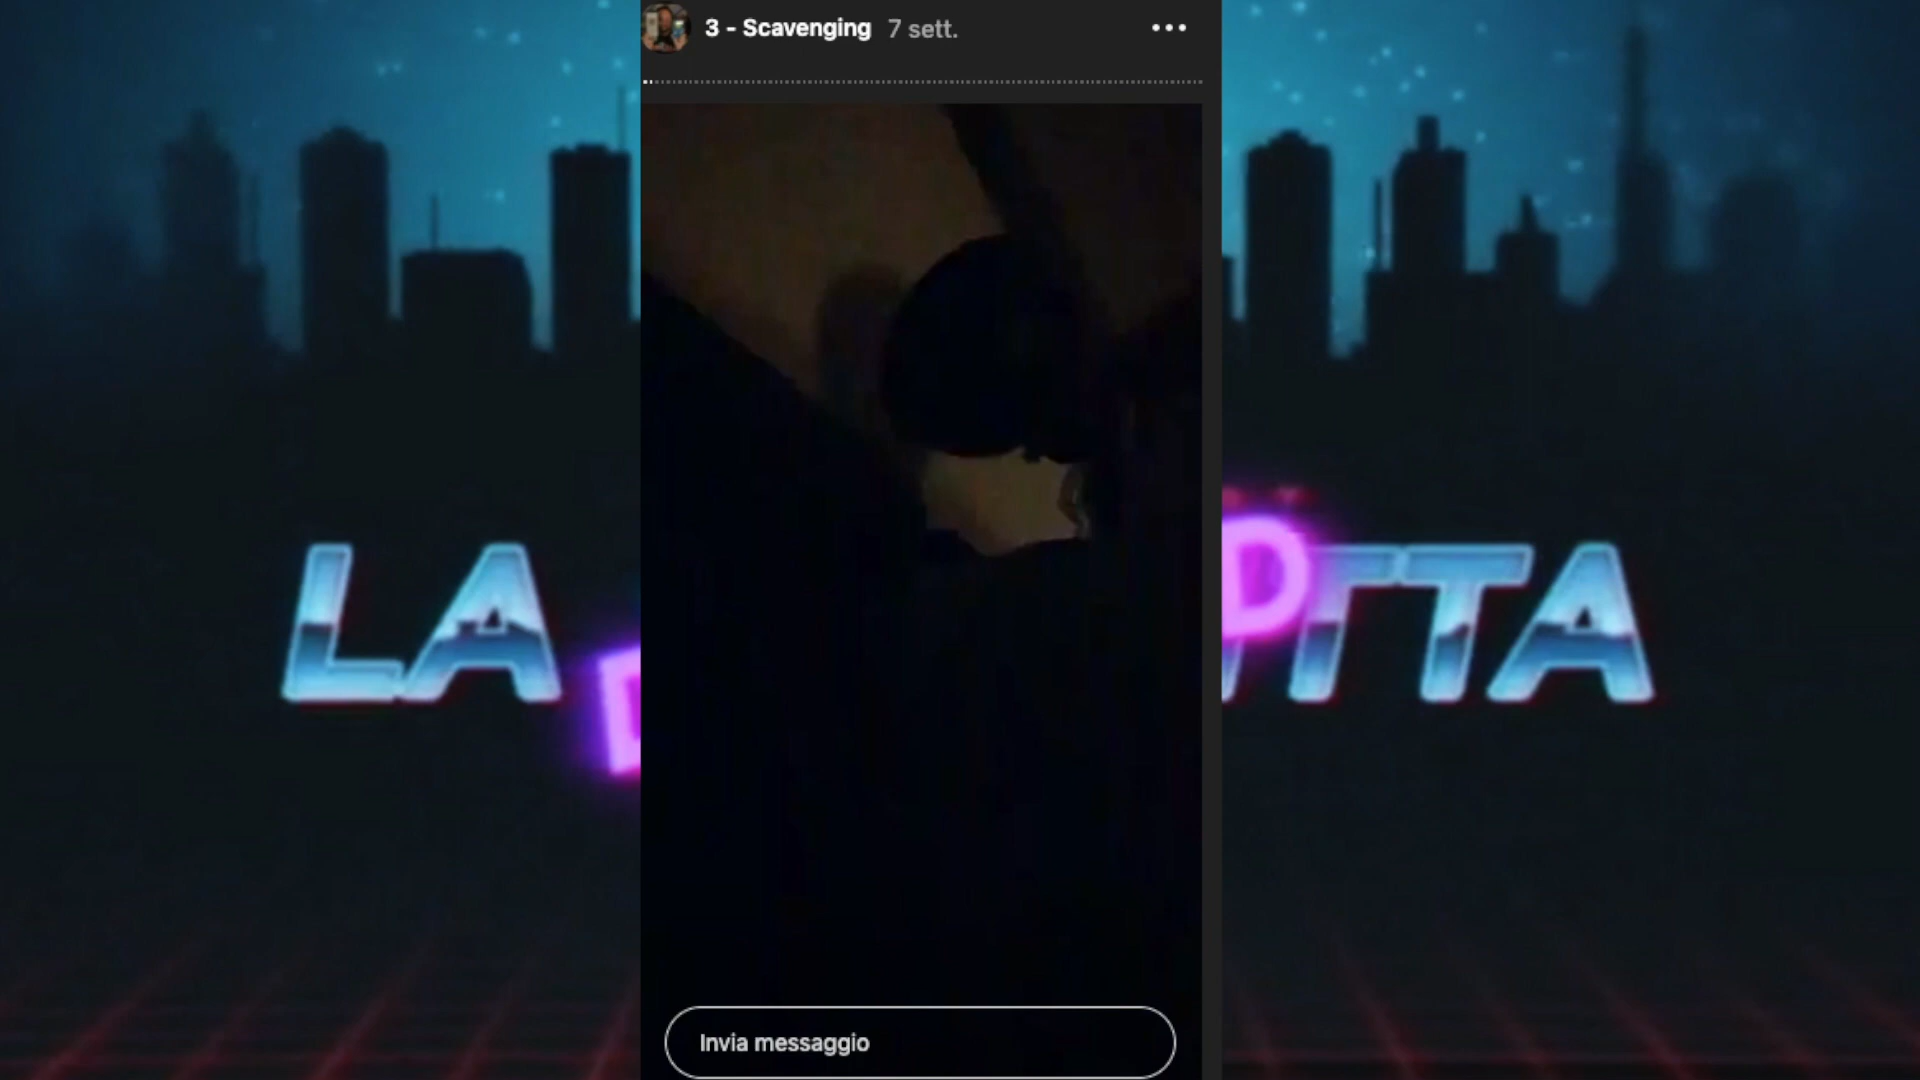 3 - Scavenging 7 sett.
LA
TTA
Invia messaggio